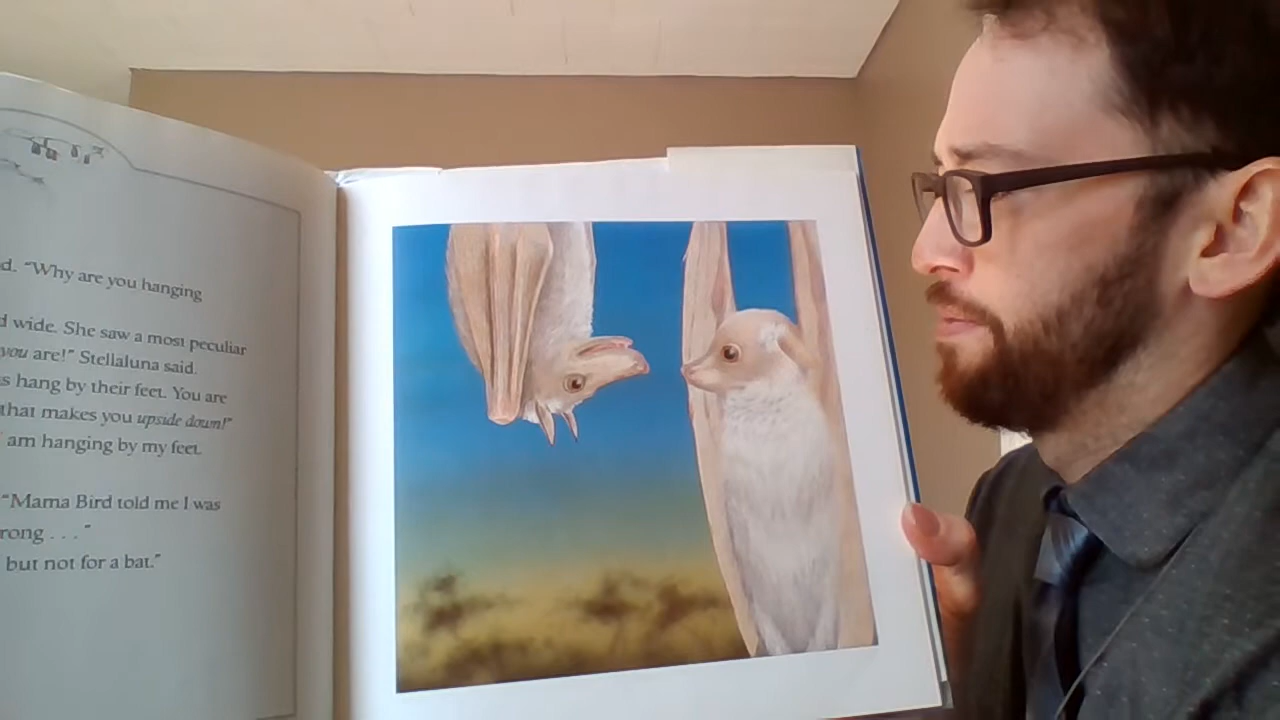 d. “Why are you hanging
d wide. She saw a most peculiar
you are!” Stellaluna said.
s hang by their feet. You are
that makes you upside down!”
am hanging by my feet.
“Mama Bird told me I was
rong . . .”
but not for a bat.”